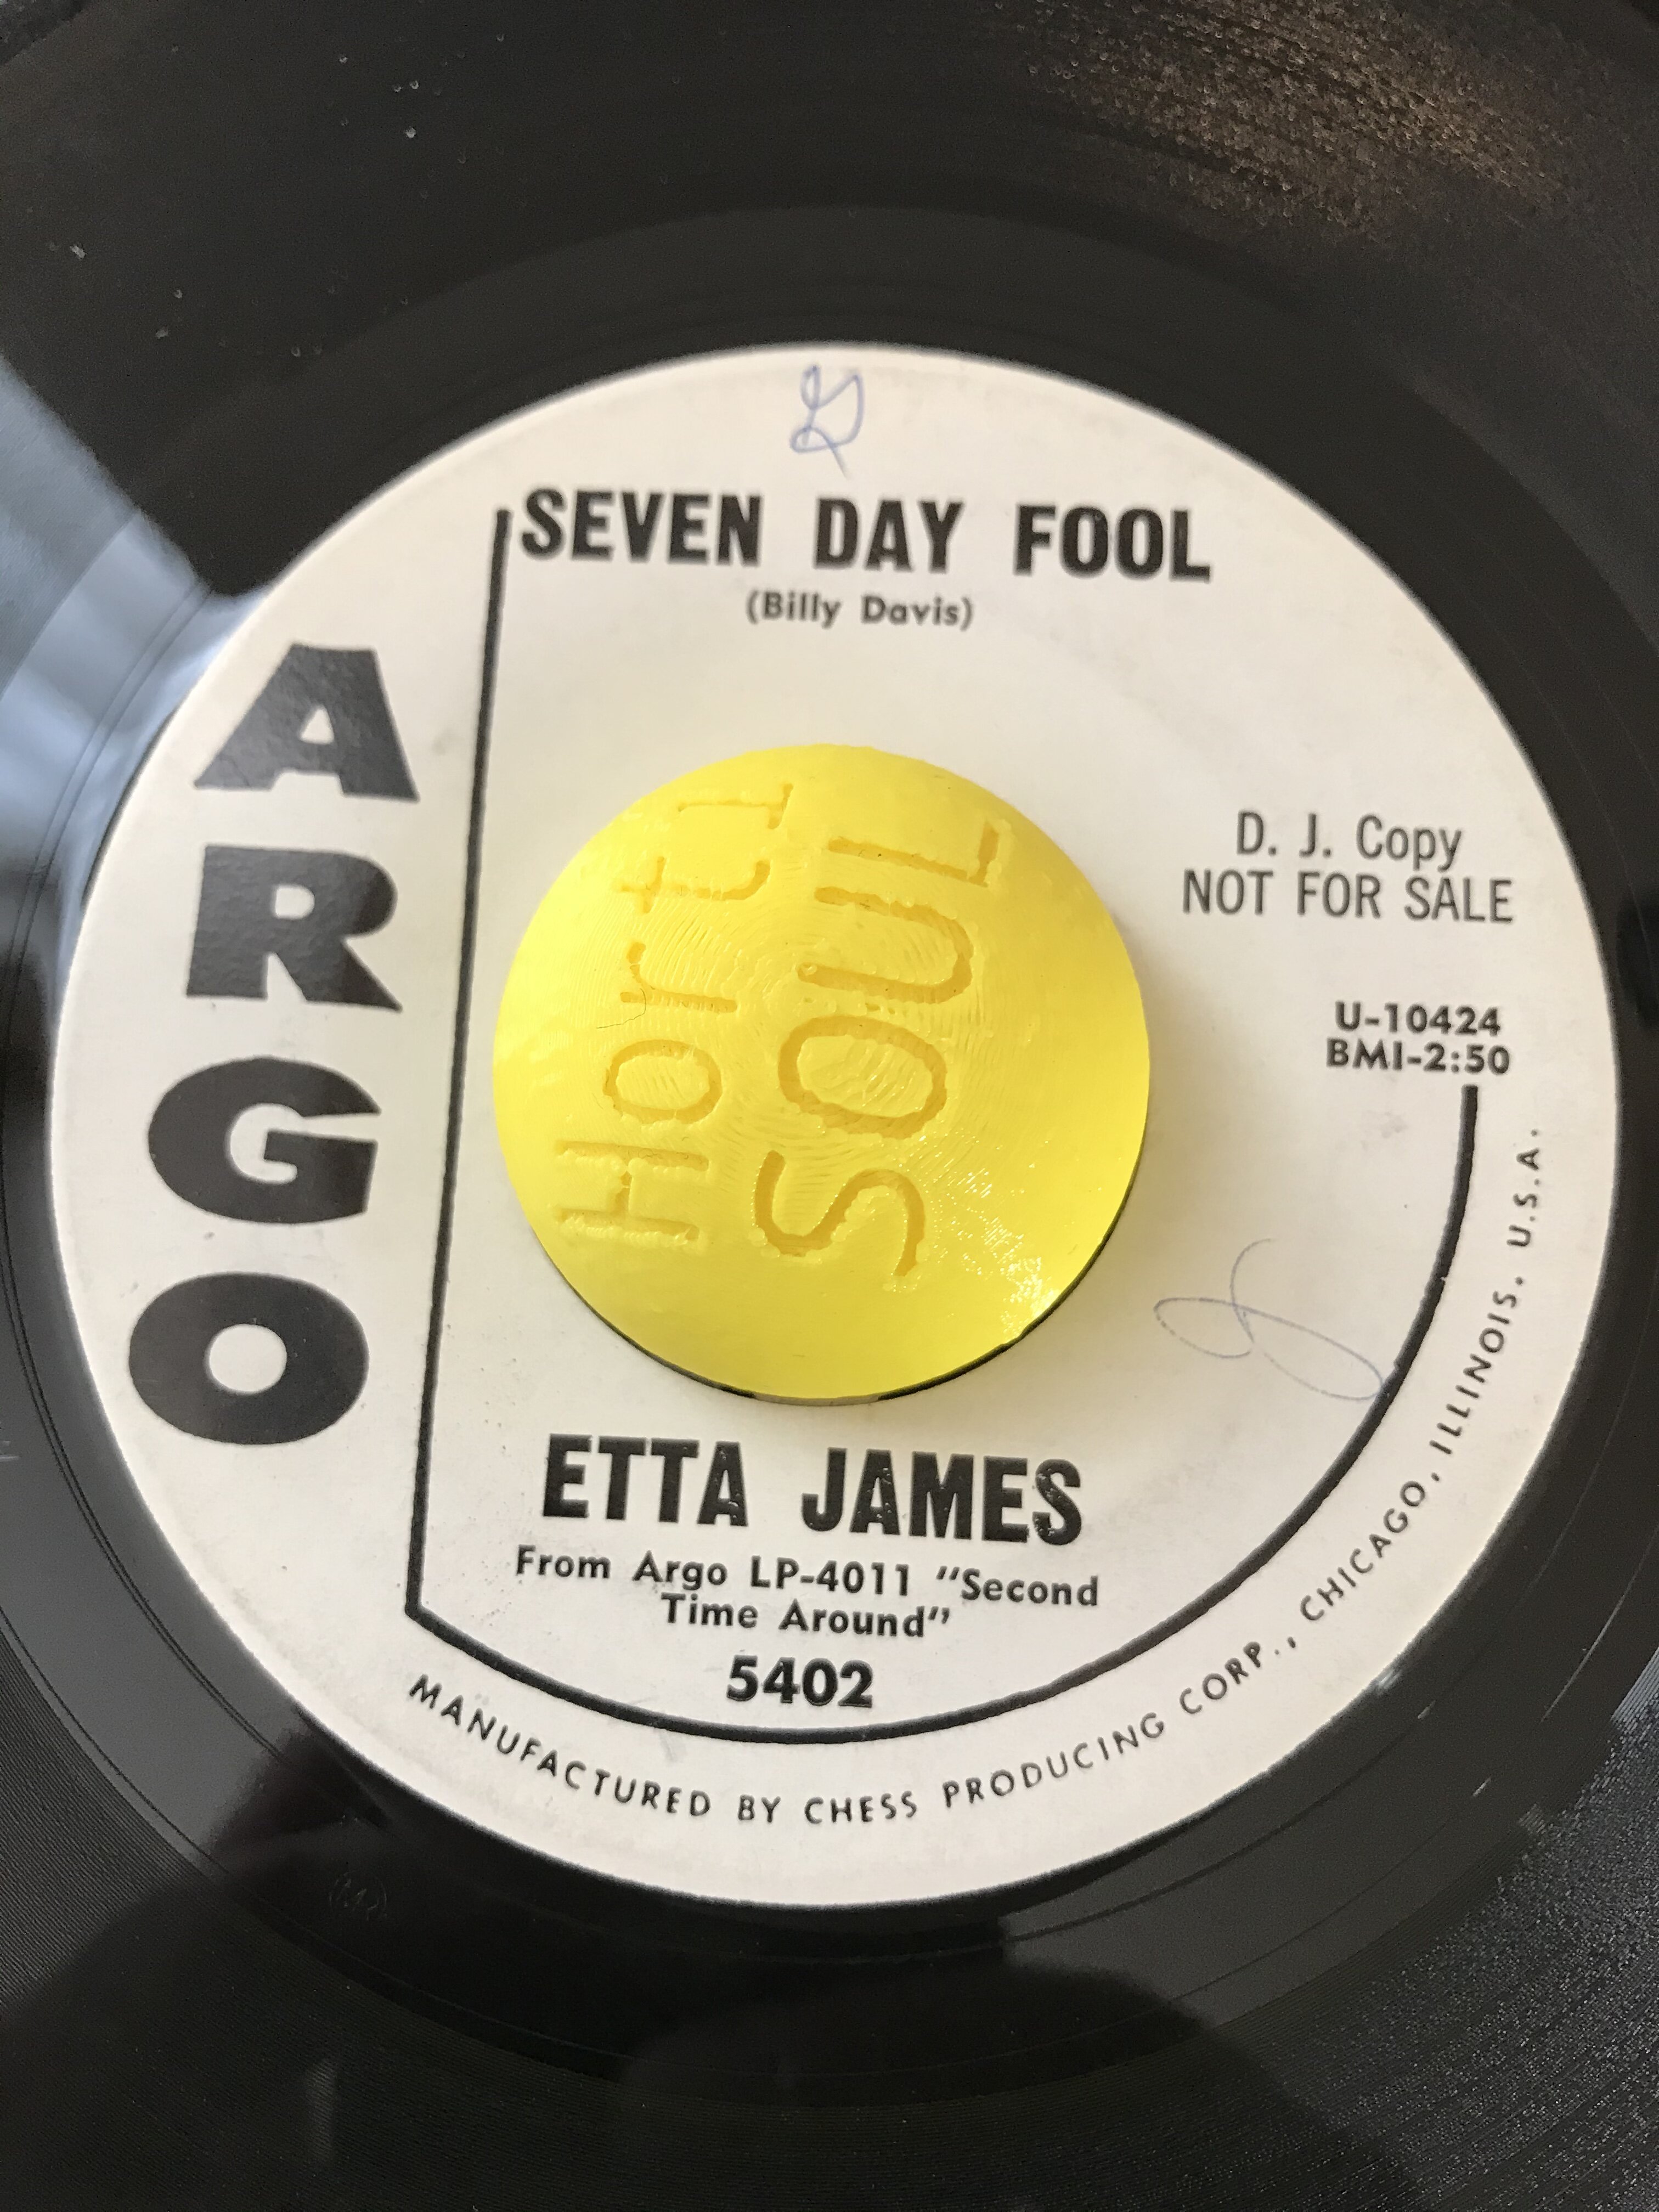 SEVEN DAY FOOL
(Billy Davis)
ARGO
D. J. Copy
NOT FOR SALE
U-10424
BMI-2:50
Horti
SOUL
ETTA JAMES
From Argo LP-4011 "Second
Time Around"
5402
MANUFACTURED BY CHESS PRODUCING CORP., CHICAGO, ILLINOIS. U.S.A.